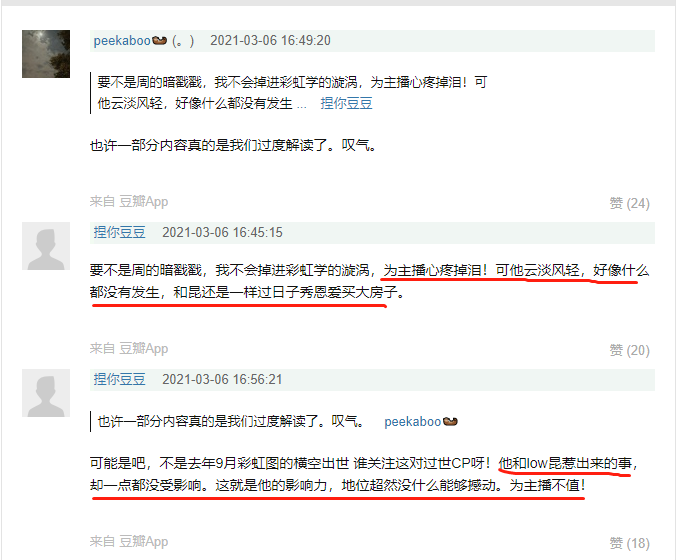 peekaboo (。) 2021-03-06 16:49:20
要不是周的暗戳戳，我不会掉进彩虹学的漩涡，为主播心疼掉泪！可
他云淡风轻，好像什么都没有发生 ... 捏你豆豆
也许一部分内容真的是我们过度解读了。叹气。
来自 豆瓣App 赞 (24)
捏你豆豆 2021-03-06 16:45:15
要不是周的暗戳戳，我不会掉进彩虹学的漩涡，为主播心疼掉泪！可他云淡风轻，好像什么
都没有发生，和昆还是一样过日子秀恩爱买大房子。
来自 豆瓣App 赞 (20)
捏你豆豆 2021-03-06 16:56:21
也许一部分内容真的是我们过度解读了。叹气。 peekaboo
可能是吧，不是去年9月彩虹图的横空出世 谁关注这对过世CP呀！他和low昆惹出来的事，
却一点都没受影响。这就是他的影响力，地位超然没什么能够撼动。为主播不值！
来自 豆瓣App 赞 (18)